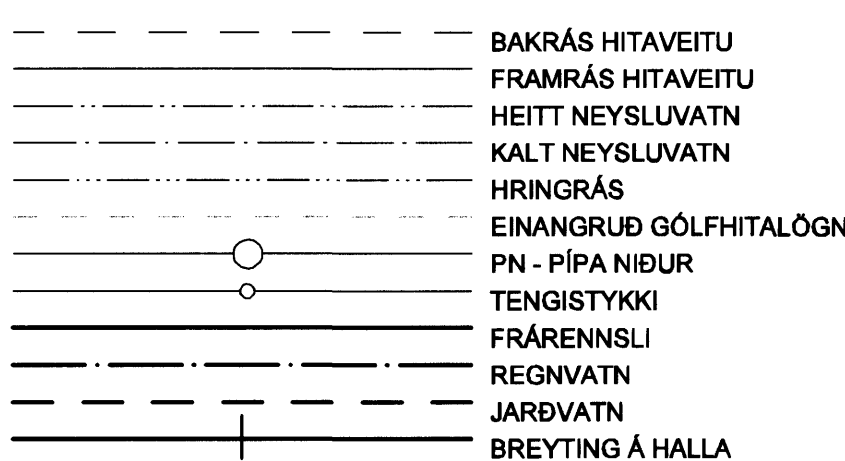 BAKRÁS HITAVEITU
FRAMRÁS HITAVEITU
HEITT NEYSLUVATN
KALT NEYSLUVATN
HRINGRÁS
EINANGRUÐ GÓLFHITALÖGN
PN - PÍPA NIÐUR
TENGISTYKKI
FRÁRENNSLI
REGNVATN
JARÐVATN
BREYTING Á HALLA